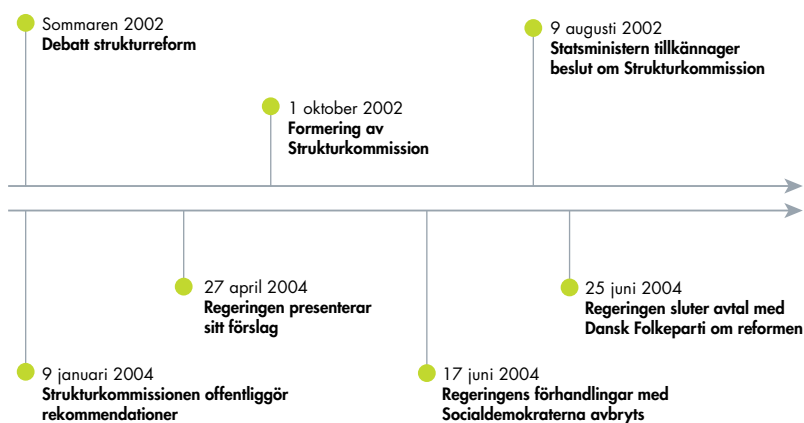 Sommaren 2002
Debatt strukturreform
9 augusti 2002
Statsministern tillkännager
beslut om Strukturkommission
1 oktober 2002
Formering av
Strukturkommission
27 april 2004
Regeringen presenterar
sitt förslag
25 juni 2004
Regeringen sluter avtal med
Dansk Folkeparti om reformen
9 januari 2004
Strukturkommissionen offentliggör
rekommendationer
17 juni 2004
Regeringens förhandlingar med
Socialdemokraterna avbryts